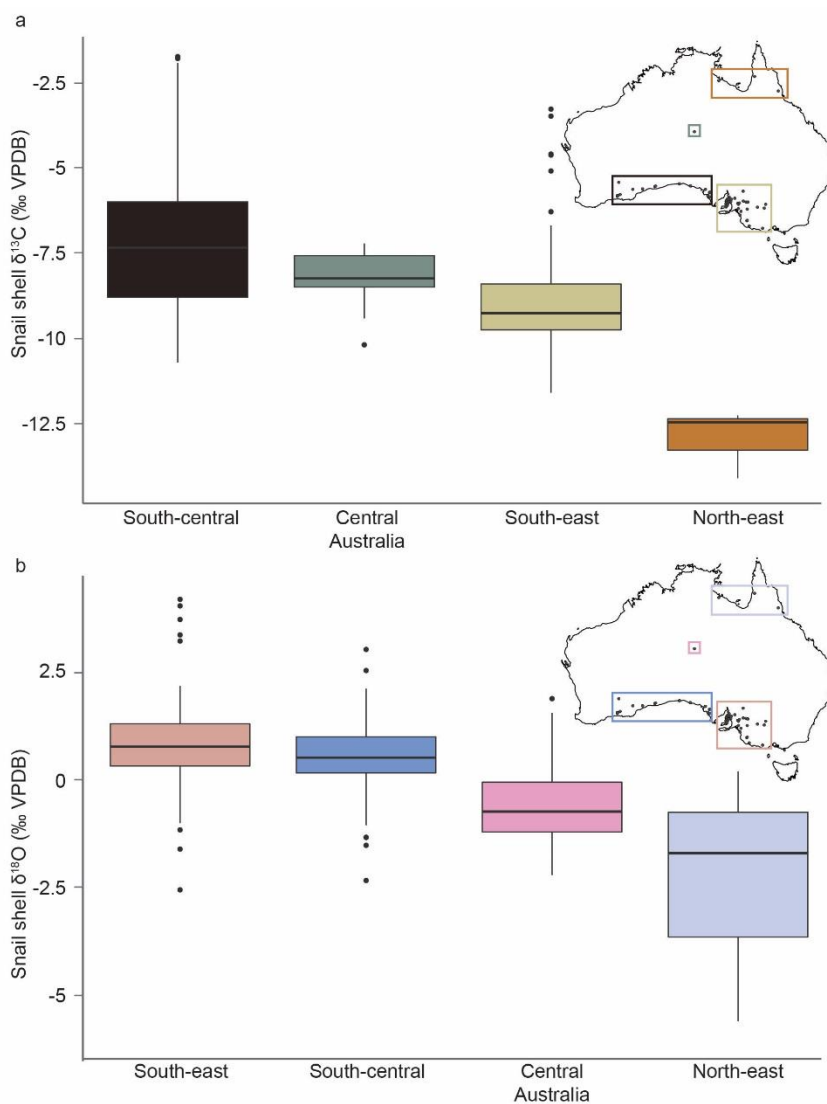 a
Snail shell δ¹³C (‰ VPDB)
-2.5
-5
-7.5
-10
-12.5
South-central
Central
Australia
South-east
North-east
b
Snail shell δ¹⁸O (‰ VPDB)
2.5
0
-2.5
-5
South-east
South-central
Central
Australia
North-east